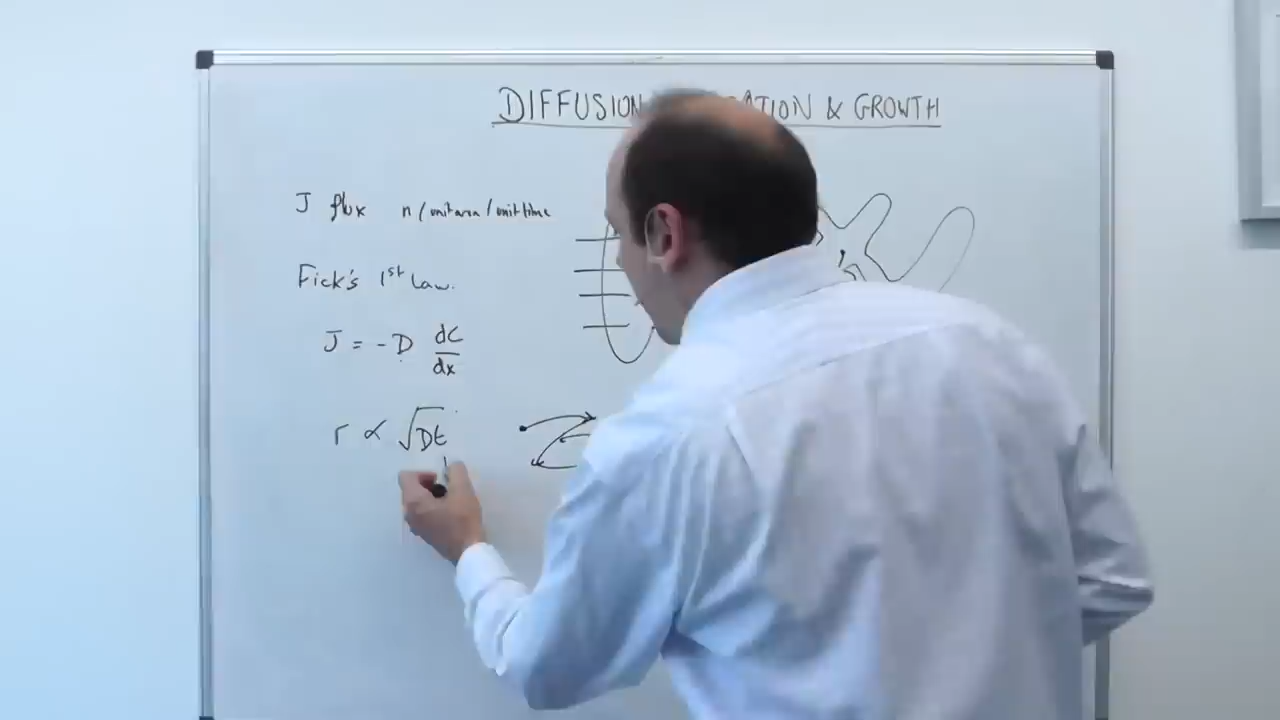 DIFFUSION ATION & GROWTH
J flux n/unit area/unit time
Fick's 1st Law.
J = -D dC/dx
r ∝ √Dt